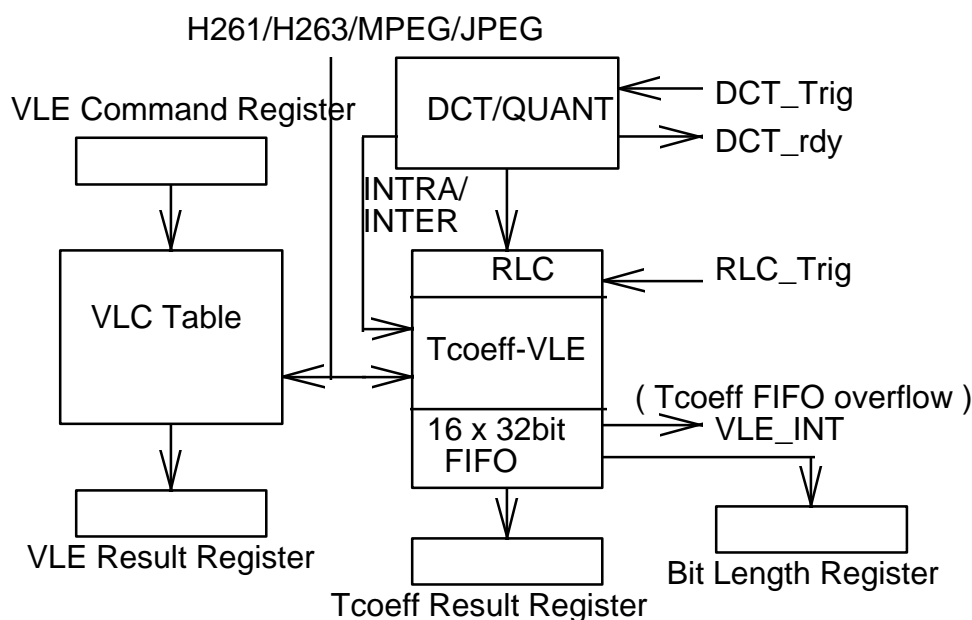 H261/H263/MPEG/JPEG
VLE Command Register
DCT/QUANT
DCT_Trig
DCT_rdy
INTRA/
INTER
RLC
RLC_Trig
VLC Table
Tcoeff-VLE
( Tcoeff FIFO overflow )
VLE_INT
16 x 32bit
FIFO
VLE Result Register
Bit Length Register
Tcoeff Result Register